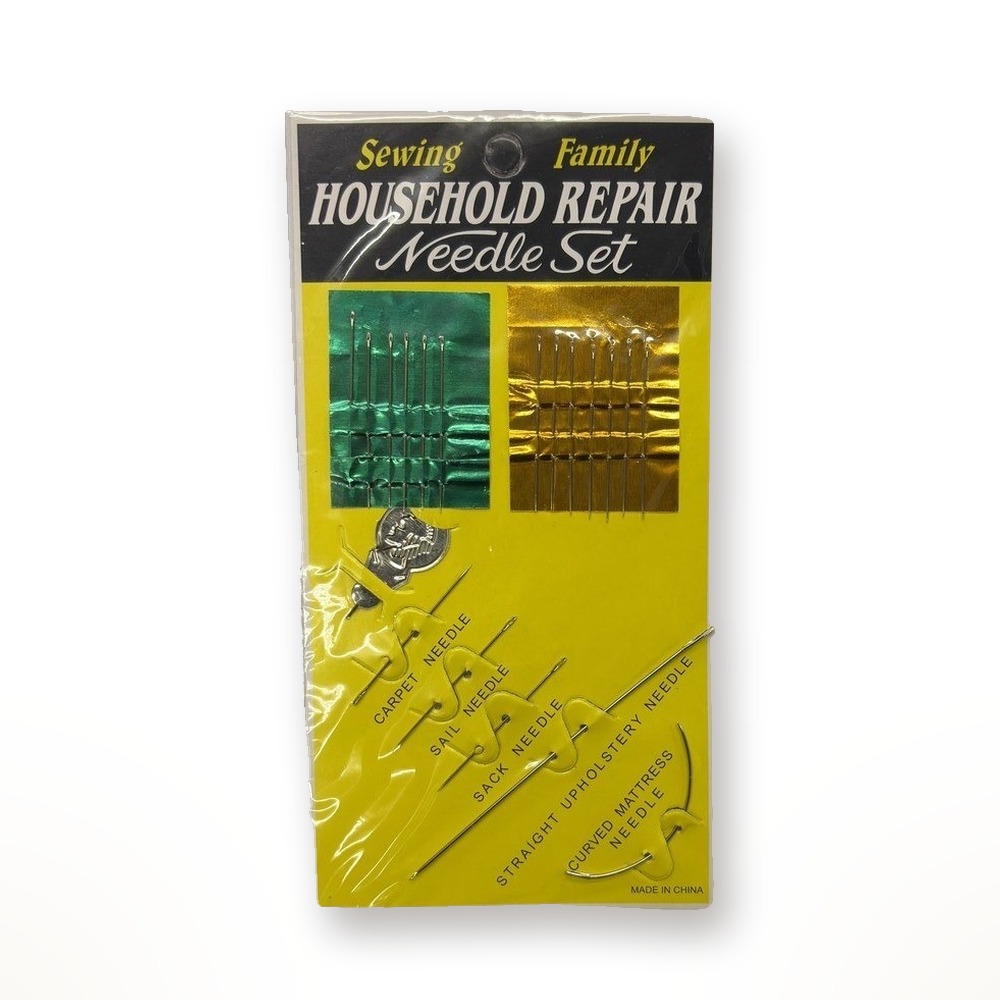 Sewing Family
HOUSEHOLD REPAIR
Needle Set
CARPET NEEDLE
SAIL NEEDLE
SACK NEEDLE
STRAIGHT UPHOLSTERY NEEDLE
CURVED MATTRESS
NEEDLE
MADE IN CHINA